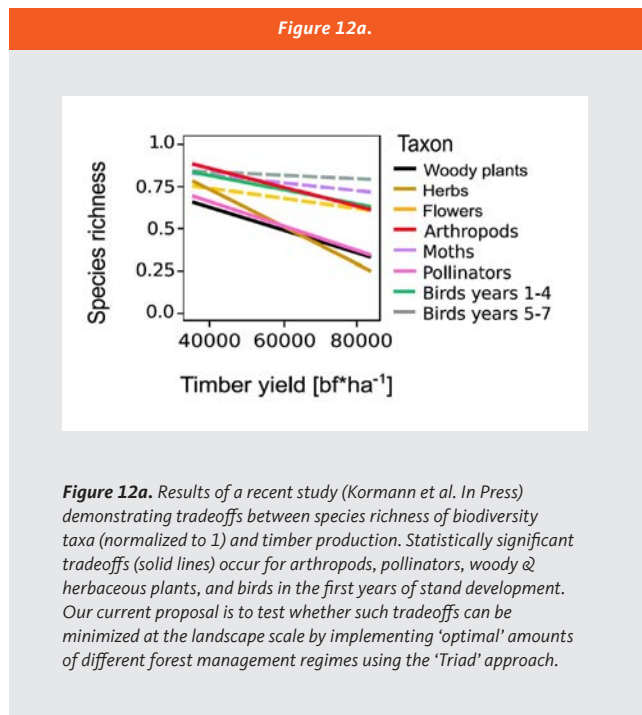 Figure 12a.
Species richness
1.0
0.75
0.5
0.25
0.0
40000 60000 80000
Timber yield [bf*ha⁻¹]
Taxon
Woody plants
Herbs
Flowers
Arthropods
Moths
Pollinators
Birds years 1-4
Birds years 5-7
Figure 12a. Results of a recent study (Kormann et al. In Press)
demonstrating tradeoffs between species richness of biodiversity
taxa (normalized to 1) and timber production. Statistically significant
tradeoffs (solid lines) occur for arthropods, pollinators, woody &
herbaceous plants, and birds in the first years of stand development.
Our current proposal is to test whether such tradeoffs can be
minimized at the landscape scale by implementing ‘optimal’ amounts
of different forest management regimes using the ‘Triad’ approach.